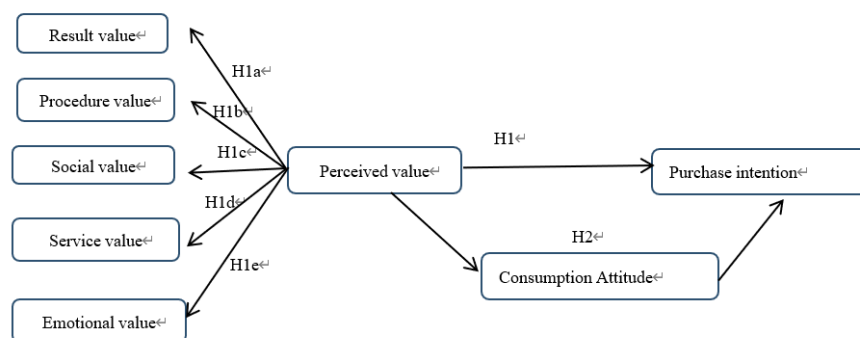 Result value↵
H1a↵
Procedure value↵
H1b↵
H1↵
H1c↵
Social value↵
Perceived value↵
Purchase intention↵
H1d↵
Service value↵
H2↵
H1e↵
Consumption Attitude↵
Emotional value↵